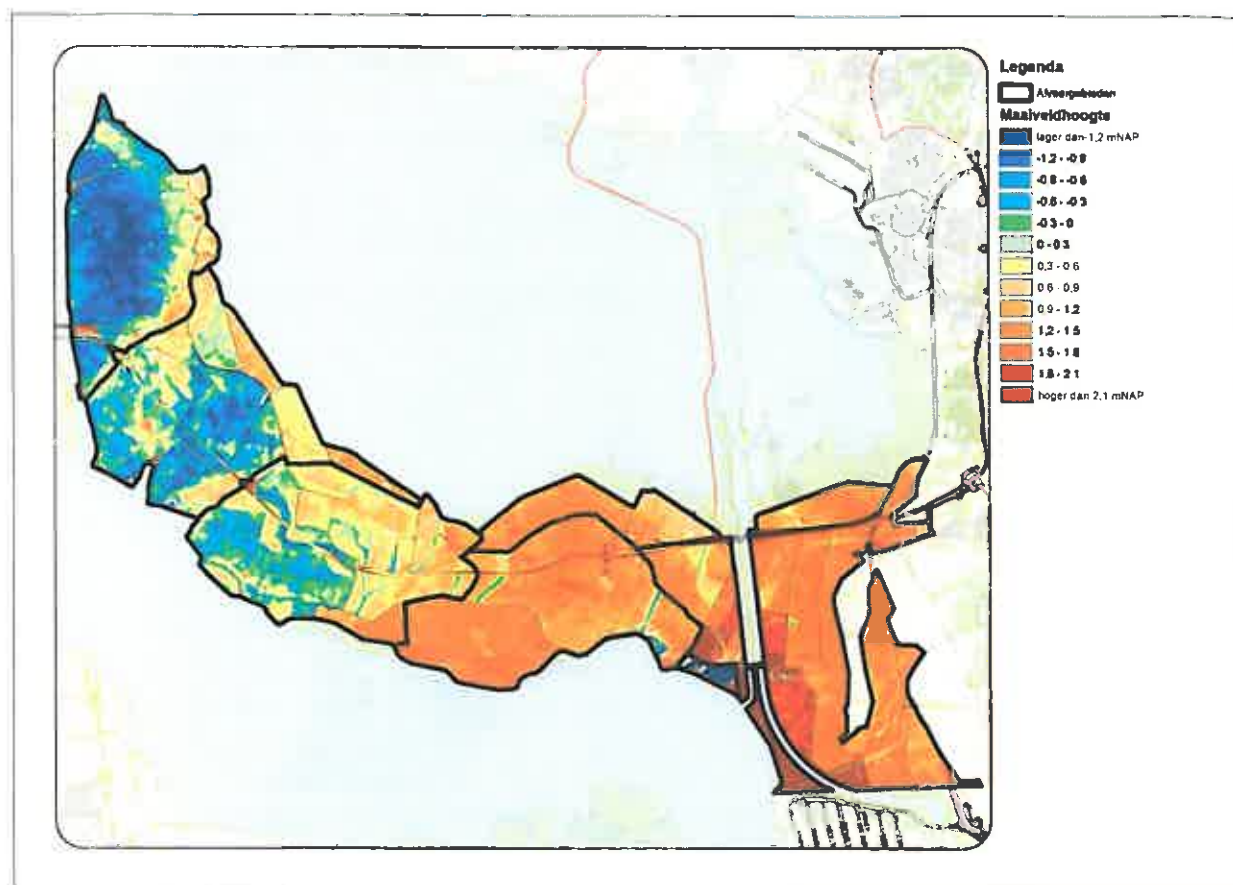 Legenda
Afvoergebieden
Maaiveldhoogte
lager dan -1,2 mNAP
-1,2 - -0,8
-0,8 - -0,6
-0,6 - -0,3
-0,3 - 0
0 - 0,3
0,3 - 0,6
0,6 - 0,9
0,9 - 1,2
1,2 - 1,5
1,5 - 1,8
1,8 - 2,1
hoger dan 2,1 mNAP